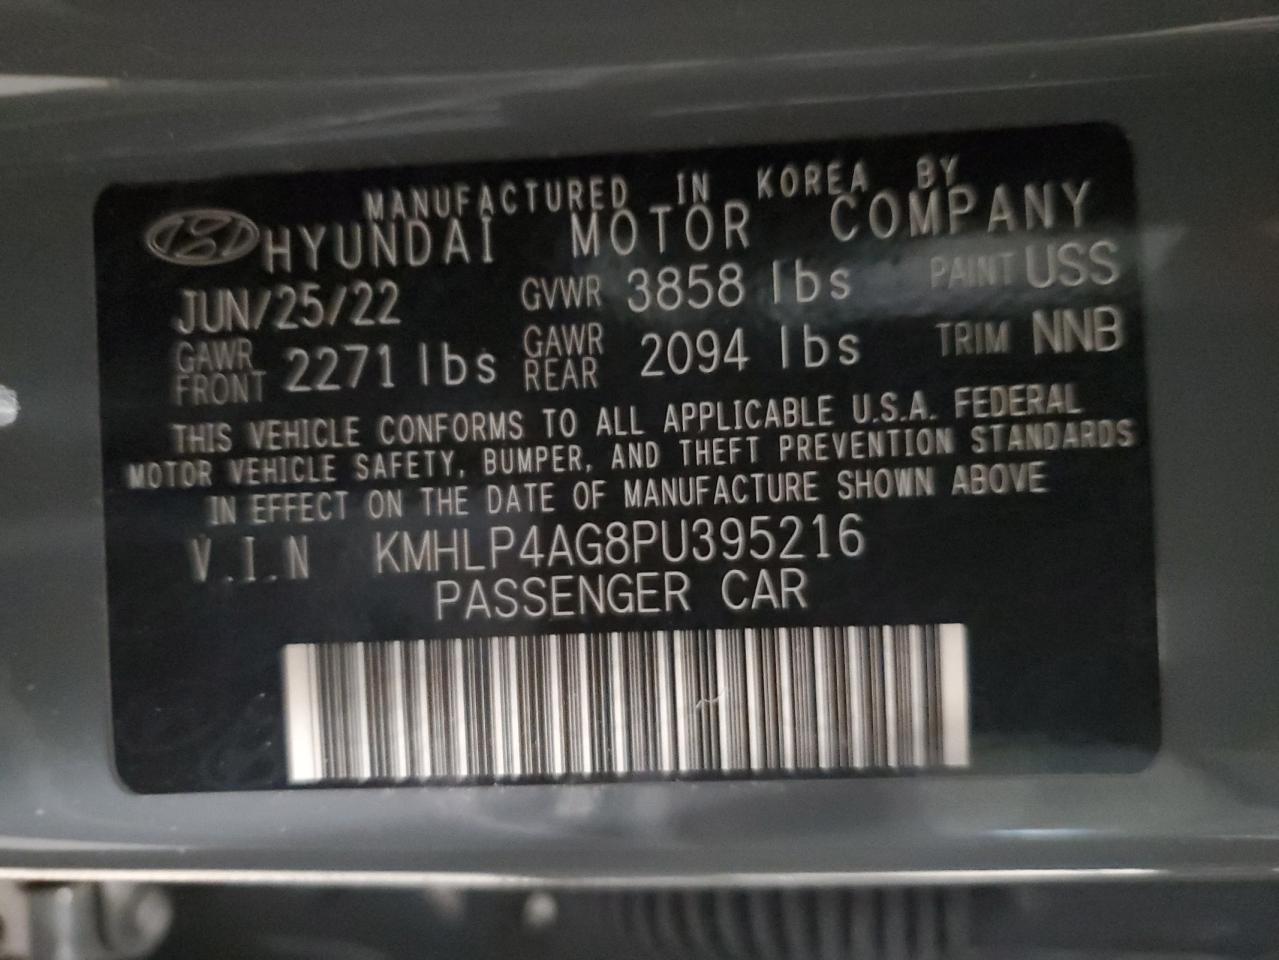 MANUFACTURED IN KOREA BY
HYUNDAI MOTOR COMPANY
JUN/25/22 GVWR 3858 lbs PAINT USS
GAWR FRONT 2271 lbs GAWR REAR 2094 lbs TRIM NNB
THIS VEHICLE CONFORMS TO ALL APPLICABLE U.S.A. FEDERAL
MOTOR VEHICLE SAFETY, BUMPER, AND THEFT PREVENTION STANDARDS
IN EFFECT ON THE DATE OF MANUFACTURE SHOWN ABOVE
V.I.N KMHLP4AG8PU395216
PASSENGER CAR